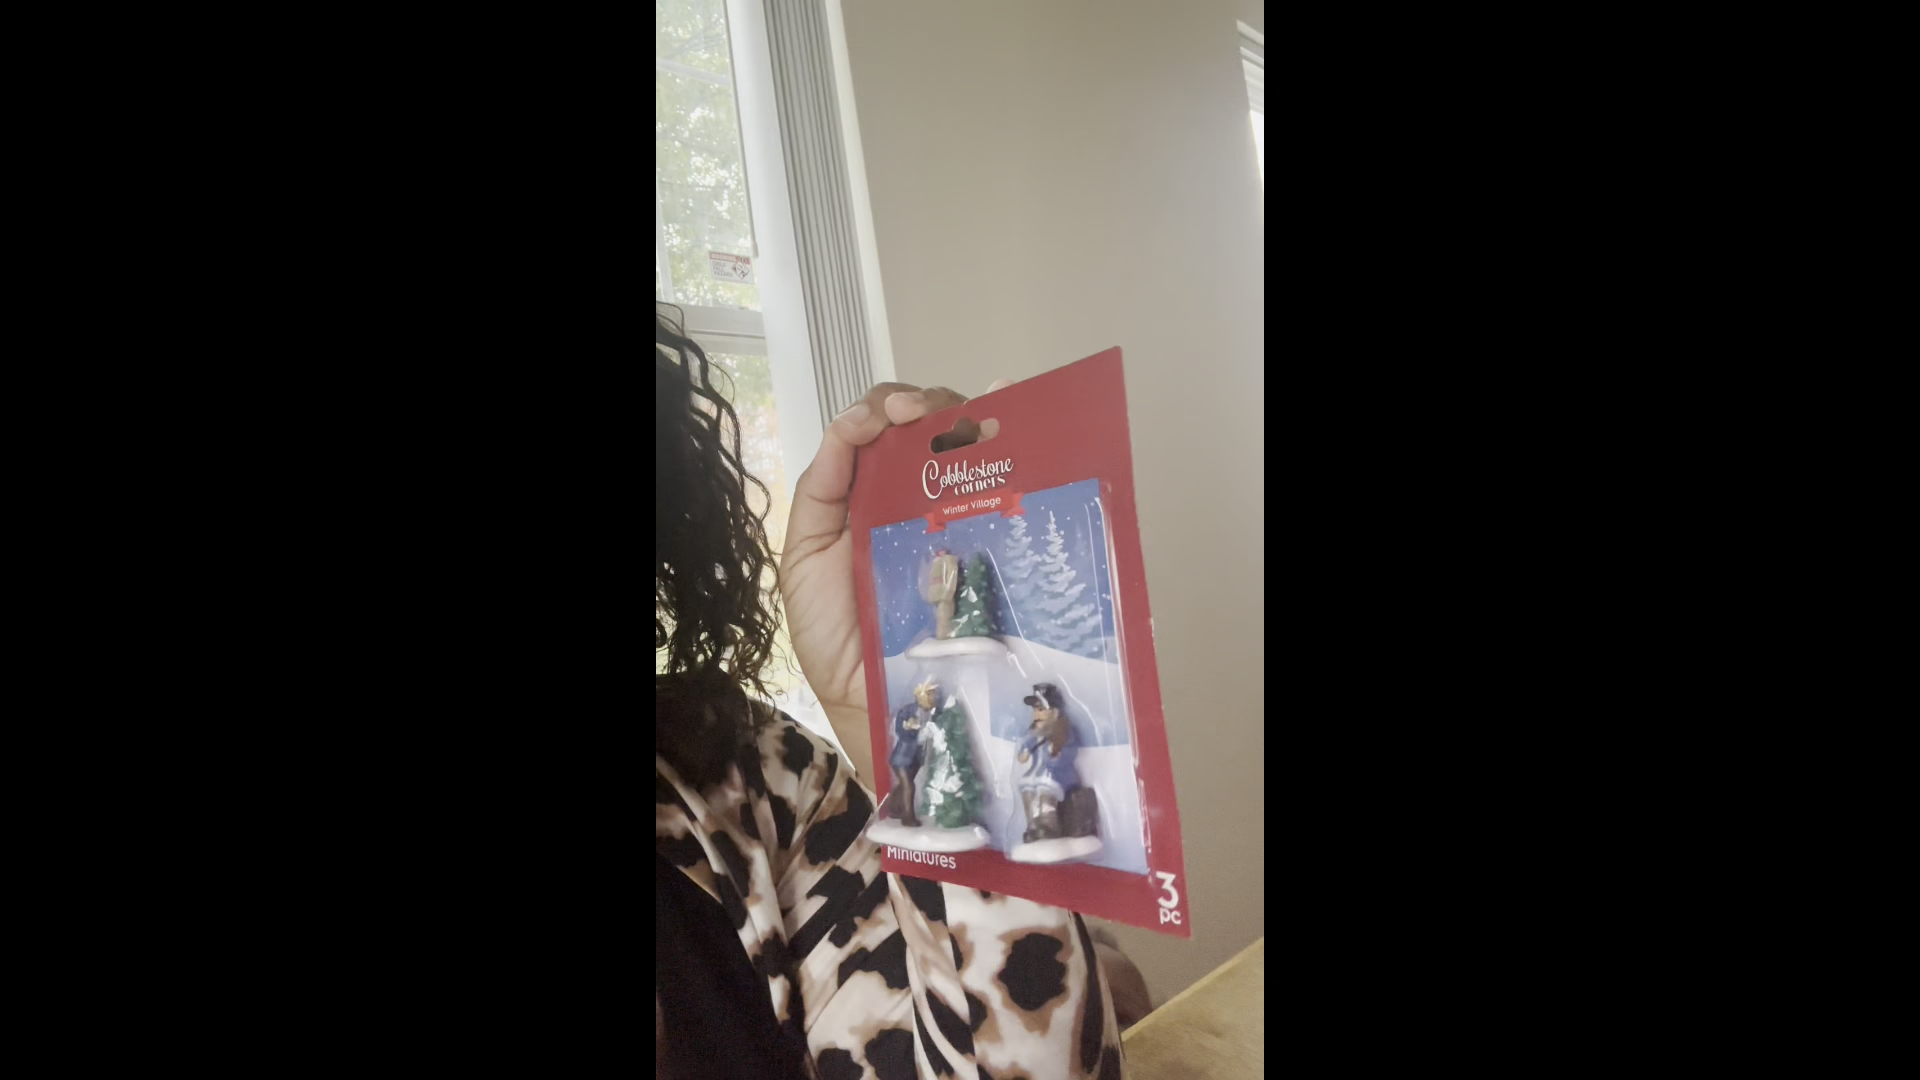 Cobblestone
corners
Winter Village
Miniatures
3
pc